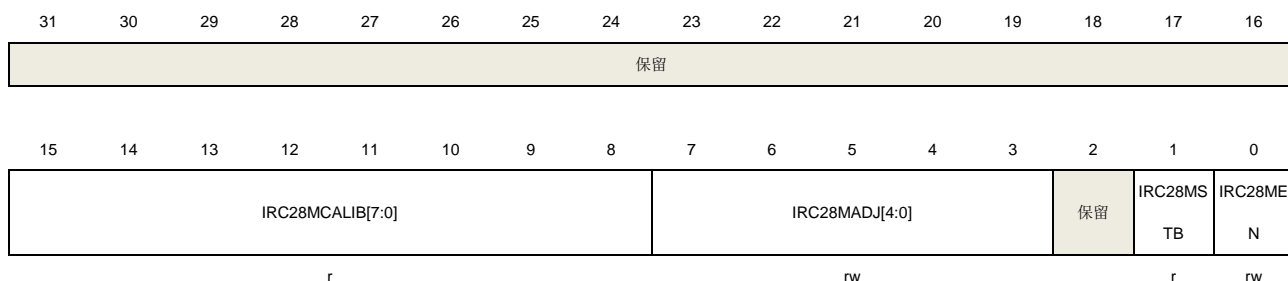 31 30 29 28 27 26 25 24 23 22 21 20 19 18 17 16
保留
15 14 13 12 11 10 9 8 7 6 5 4 3 2 1 0
IRC28MCALIB[7:0] IRC28MADJ[4:0] 保留 IRC28MS IRC28ME
TB N
r rw r rw